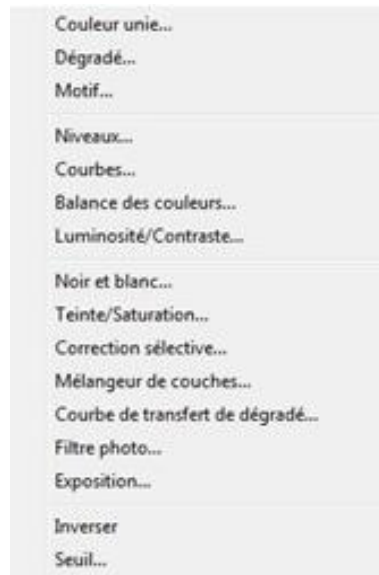 Couleur unie...
Dégradé...
Motif...
Niveaux...
Courbes...
Balance des couleurs...
Luminosité/Contraste...
Noir et blanc...
Teinte/Saturation...
Correction sélective...
Mélangeur de couches...
Courbe de transfert de dégradé...
Filtre photo...
Exposition...
Inverser
Seuil...